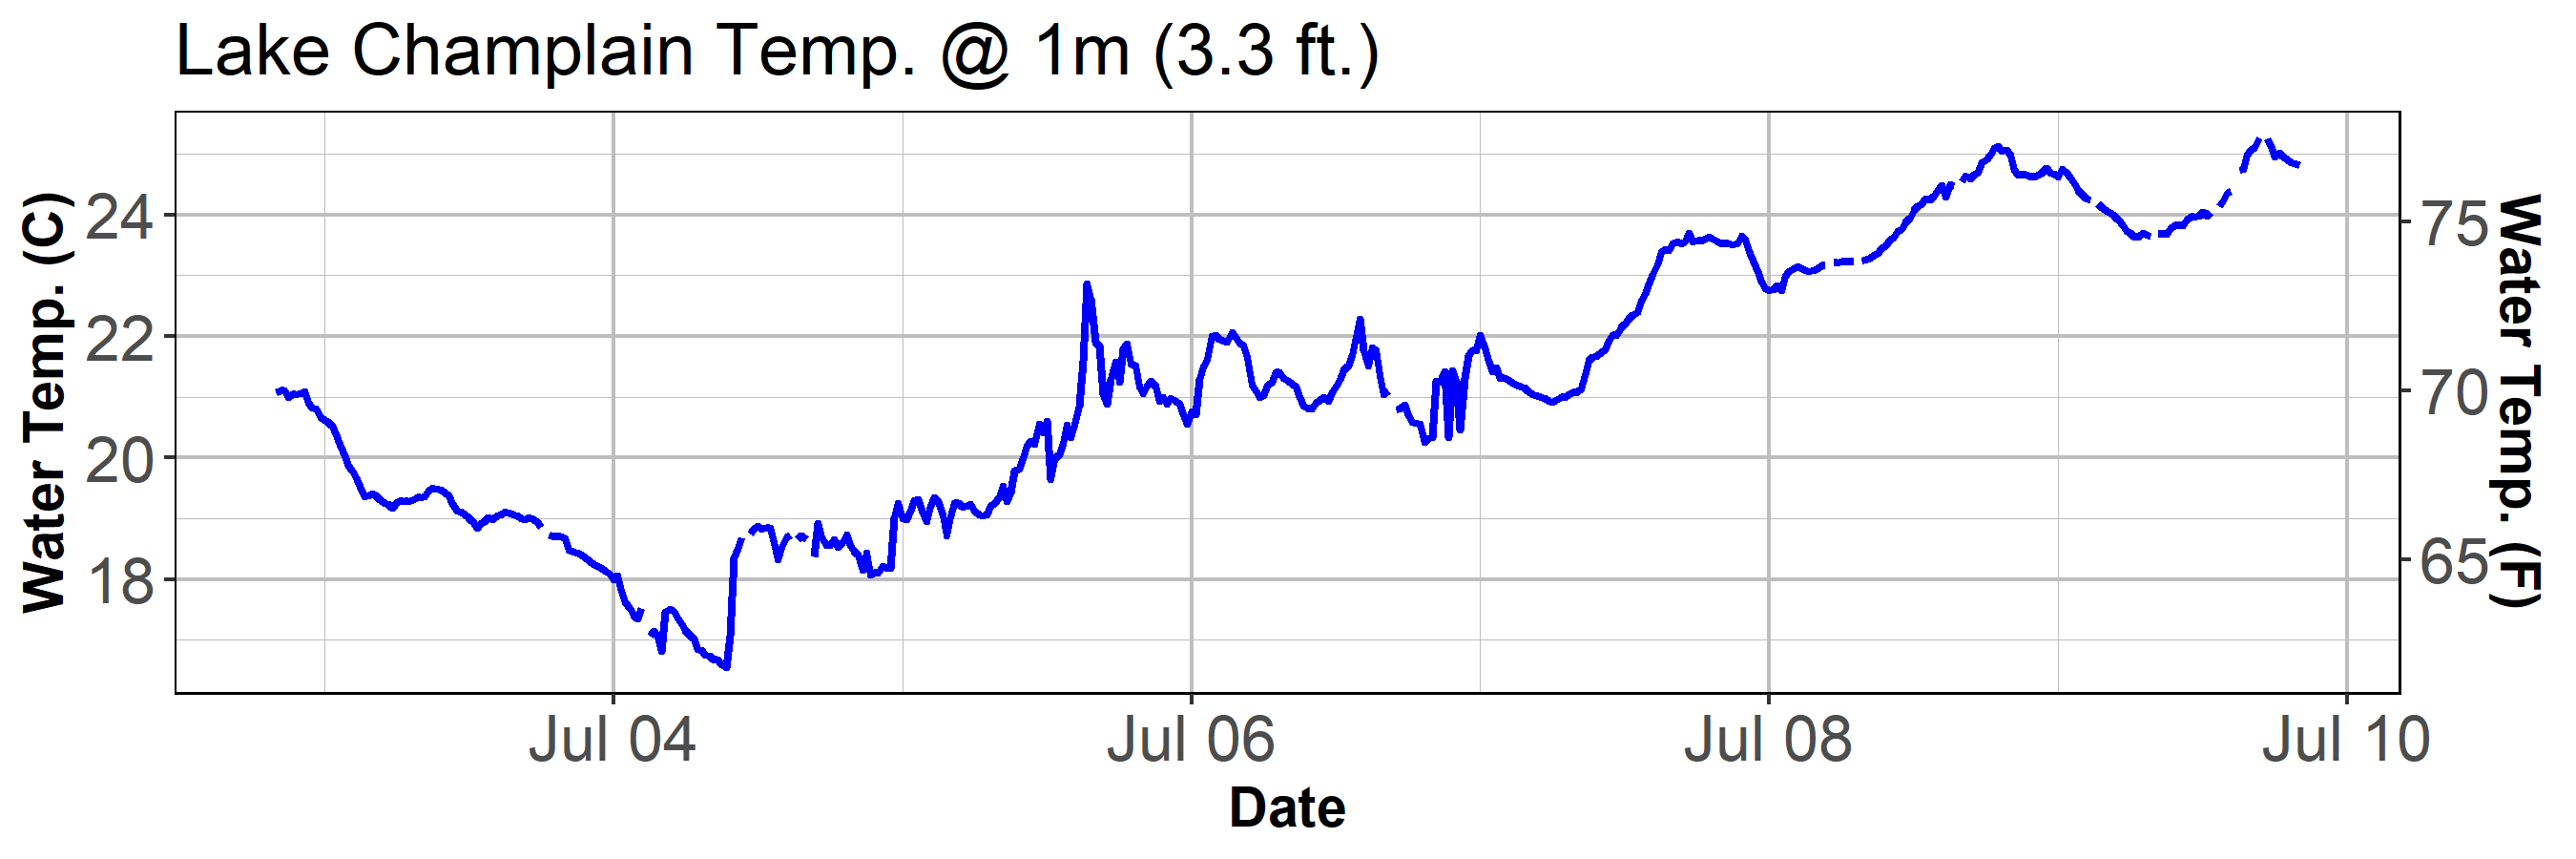 Lake Champlain Temp. @ 1m (3.3 ft.)
Water Temp. (C)
24
22
20
18
75
70
65
Water Temp. (F)
Jul 04
Jul 06
Jul 08
Jul 10
Date